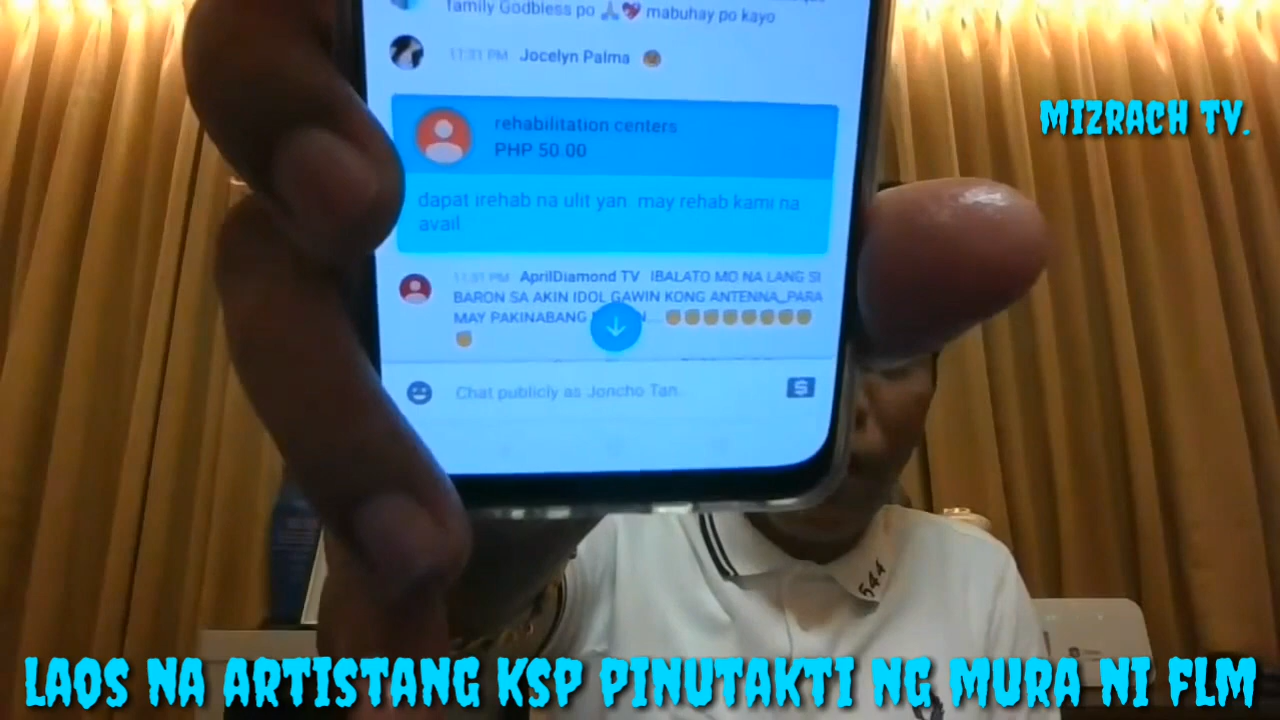 family Godbless po 🙏💖 mabuhay po kayo
11:31 PM Jocelyn Palma
MIZRACH TV.
rehabilitation centers
PHP 50.00
dapat irehab na ulit yan may rehab kami na
avail
11:31 PM AprilDiamond TV IBALATO MO NA LANG SI
BARON SA AKIN IDOL GAWIN KONG ANTENNA_PARA
MAY PAKINABANG
Chat publicly as Joncho Tan
544
LAOS NA ARTISTANG KSP PINUTAKTI NG MURA NI FLM